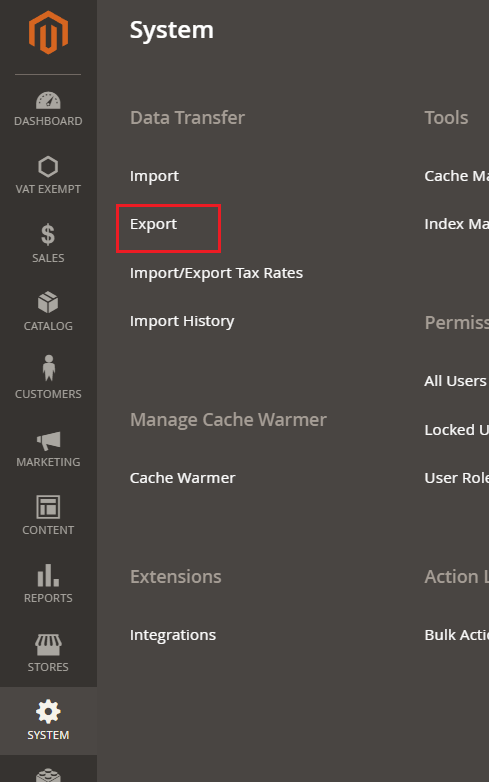 System
DASHBOARD
VAT EXEMPT
SALES
CATALOG
CUSTOMERS
MARKETING
CONTENT
REPORTS
STORES
SYSTEM
Data Transfer
Import
Export
Import/Export Tax Rates
Import History
Manage Cache Warmer
Cache Warmer
Extensions
Integrations
Tools
Cache Ma
Index Ma
Permiss
All Users
Locked U
User Role
Action L
Bulk Actio